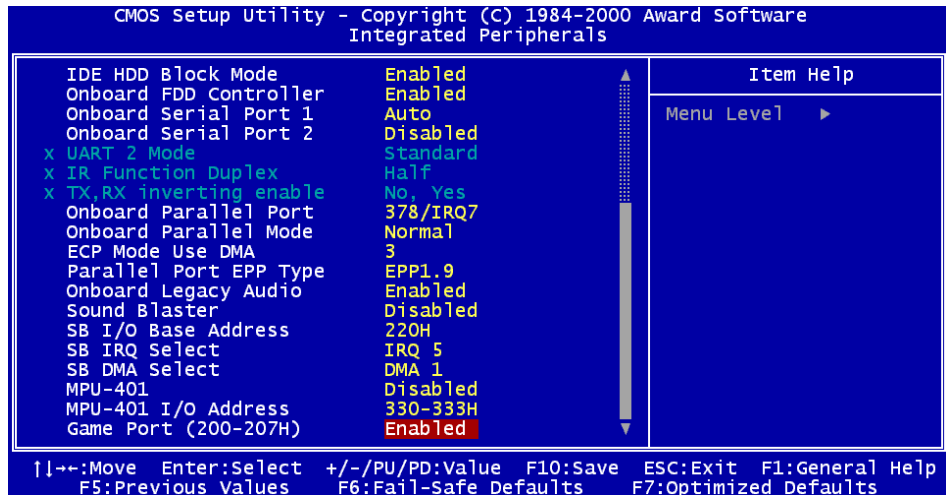 CMOS Setup Utility - Copyright (C) 1984-2000 Award Software
Integrated Peripherals
IDE HDD Block Mode Enabled
Onboard FDD Controller Enabled
Onboard Serial Port 1 Auto
Onboard Serial Port 2 Disabled
x UART 2 Mode Standard
x IR Function Duplex Half
x TX,RX inverting enable No, Yes
Onboard Parallel Port 378/IRQ7
Onboard Parallel Mode Normal
ECP Mode Use DMA 3
Parallel Port EPP Type EPP1.9
Onboard Legacy Audio Enabled
Sound Blaster Disabled
SB I/O Base Address 220H
SB IRQ Select IRQ 5
SB DMA Select DMA 1
MPU-401 Disabled
MPU-401 I/O Address 330-333H
Game Port (200-207H) Enabled
Item Help
Menu Level ►
↑↓→←:Move Enter:Select +/-/PU/PD:Value F10:Save ESC:Exit F1:General Help
F5:Previous Values F6:Fail-Safe Defaults F7:Optimized Defaults